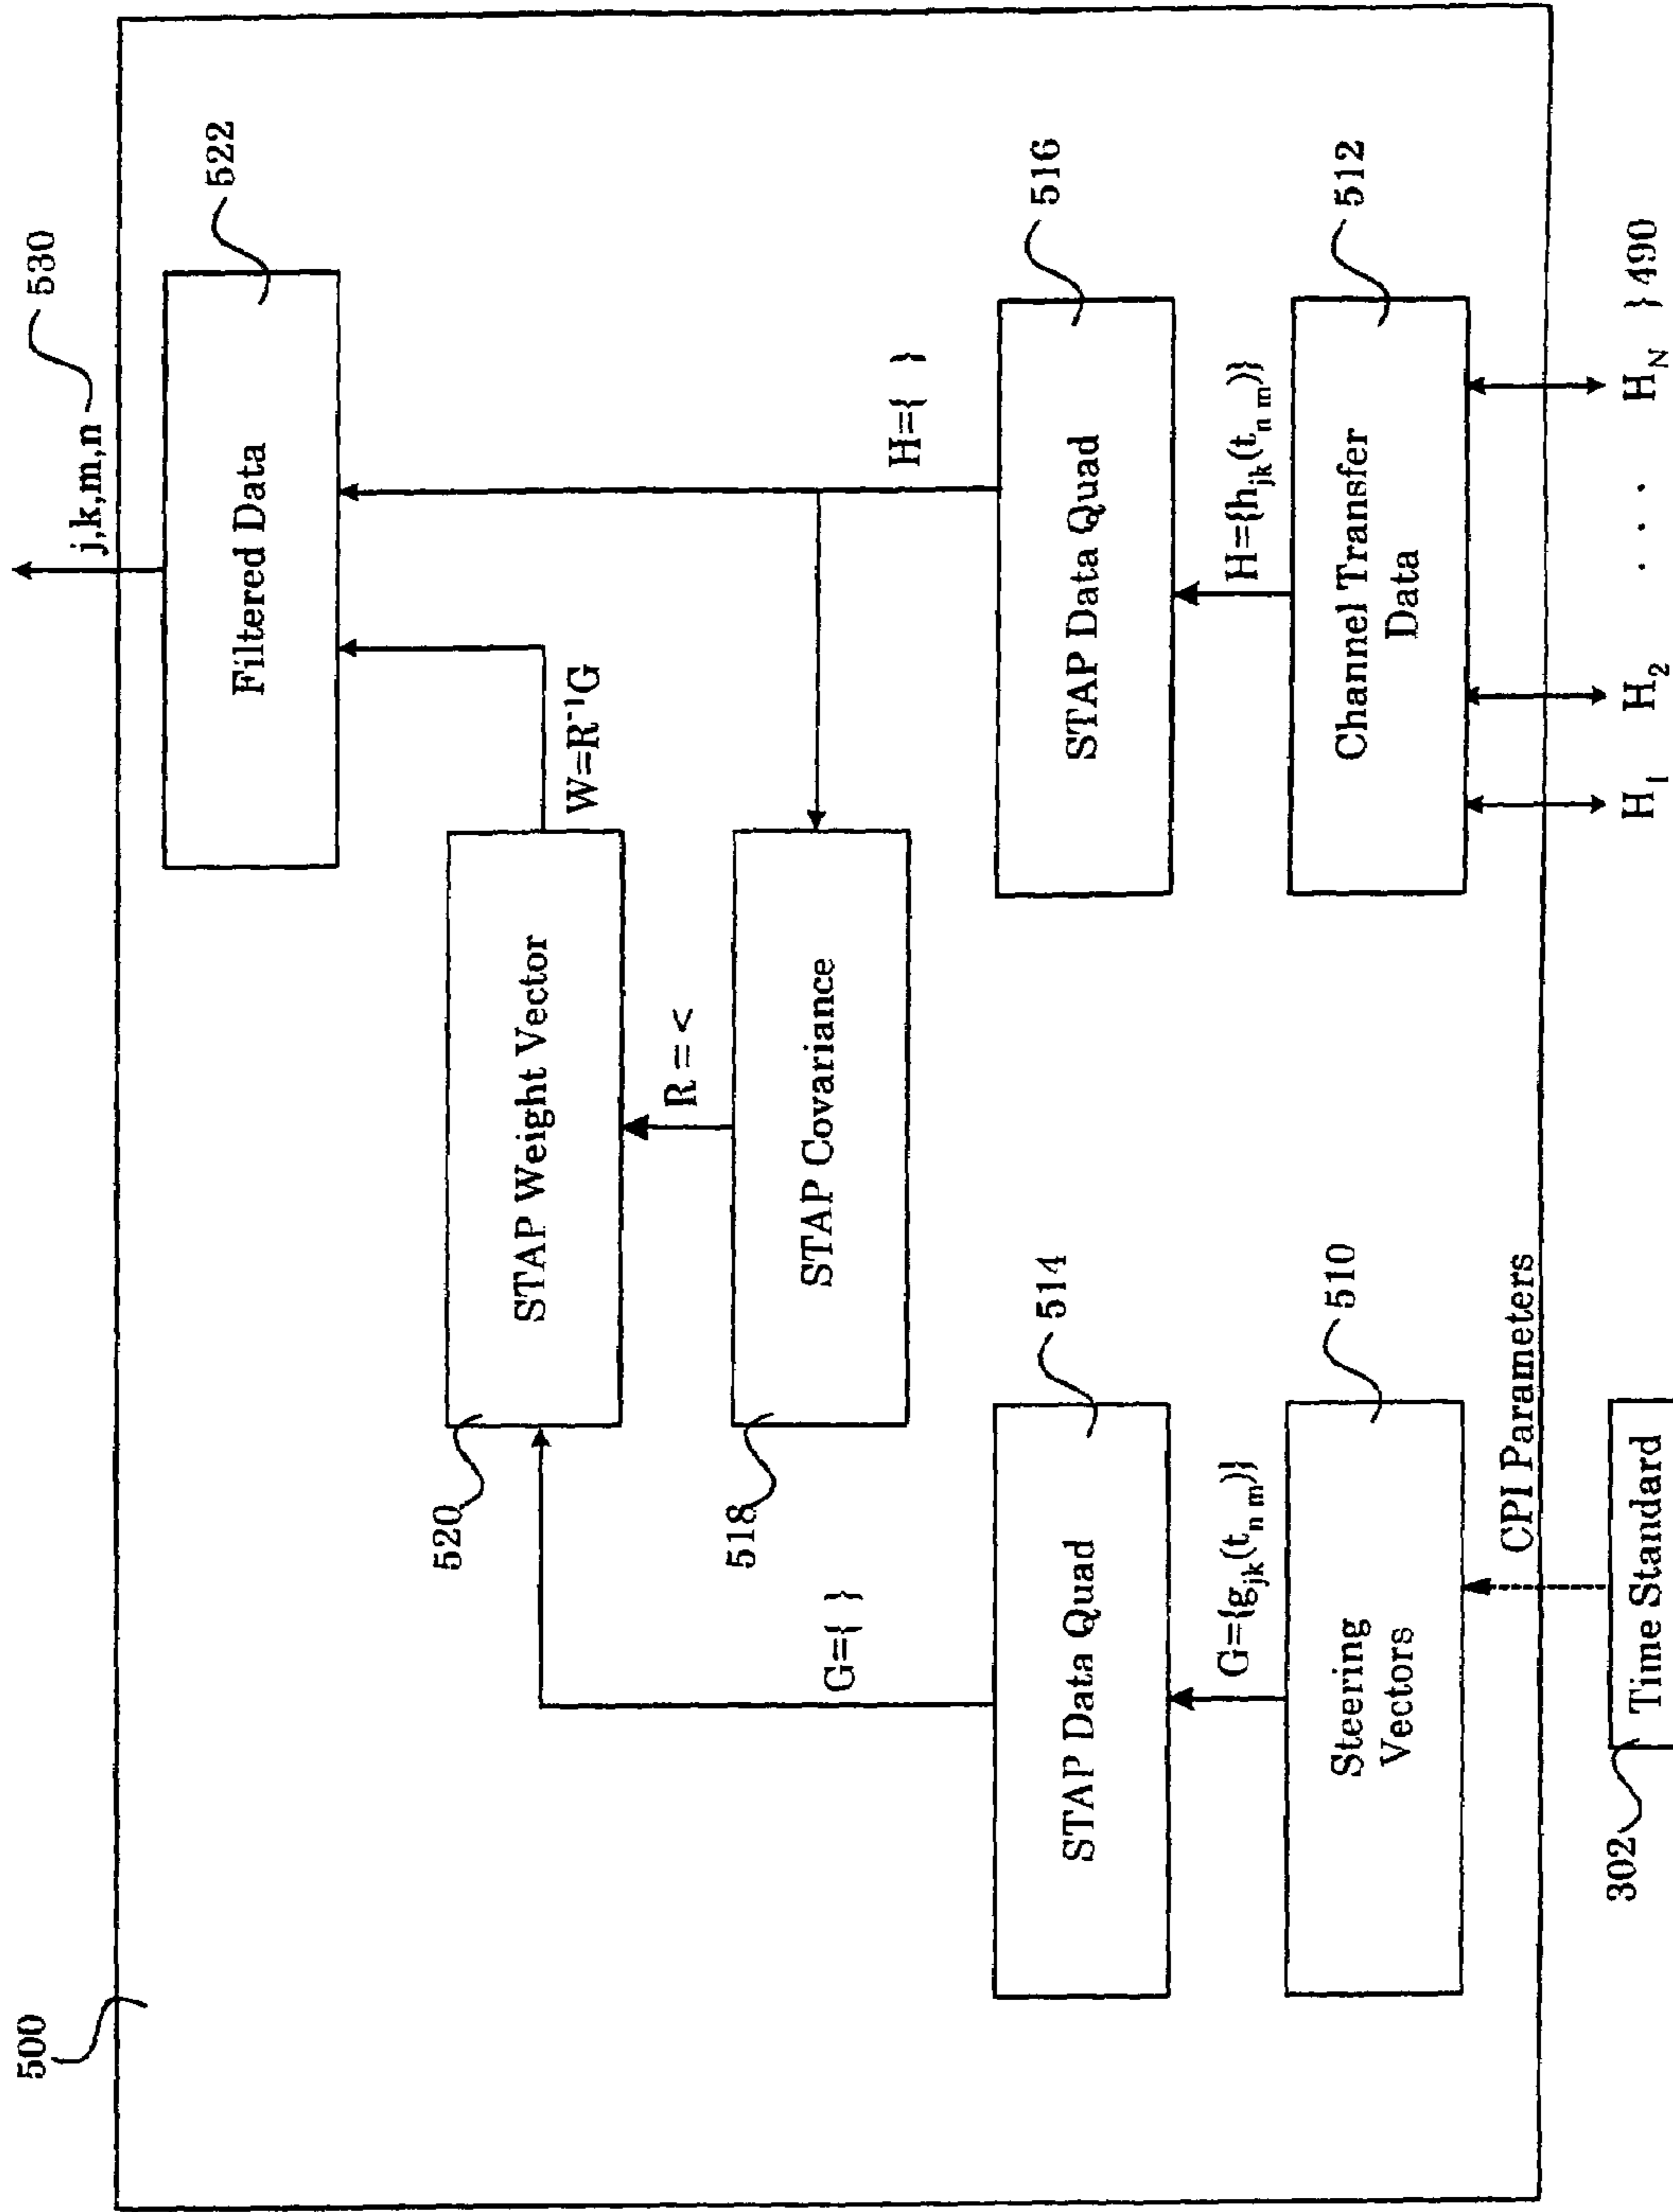 500
j,k,m,n
530
Filtered Data
522
W=R⁻¹G
520
STAP Weight Vector
R = <
518
STAP Covariance
G={ }
H={ }
STAP Data Quad
514
STAP Data Quad
516
G={g_jk(t_n m)}
H={h_jk(t_n m)}
Steering
Vectors
510
Channel Transfer
Data
512
CPI Parameters
302
Time Standard
H_1 H_2 . . . H_N } 490